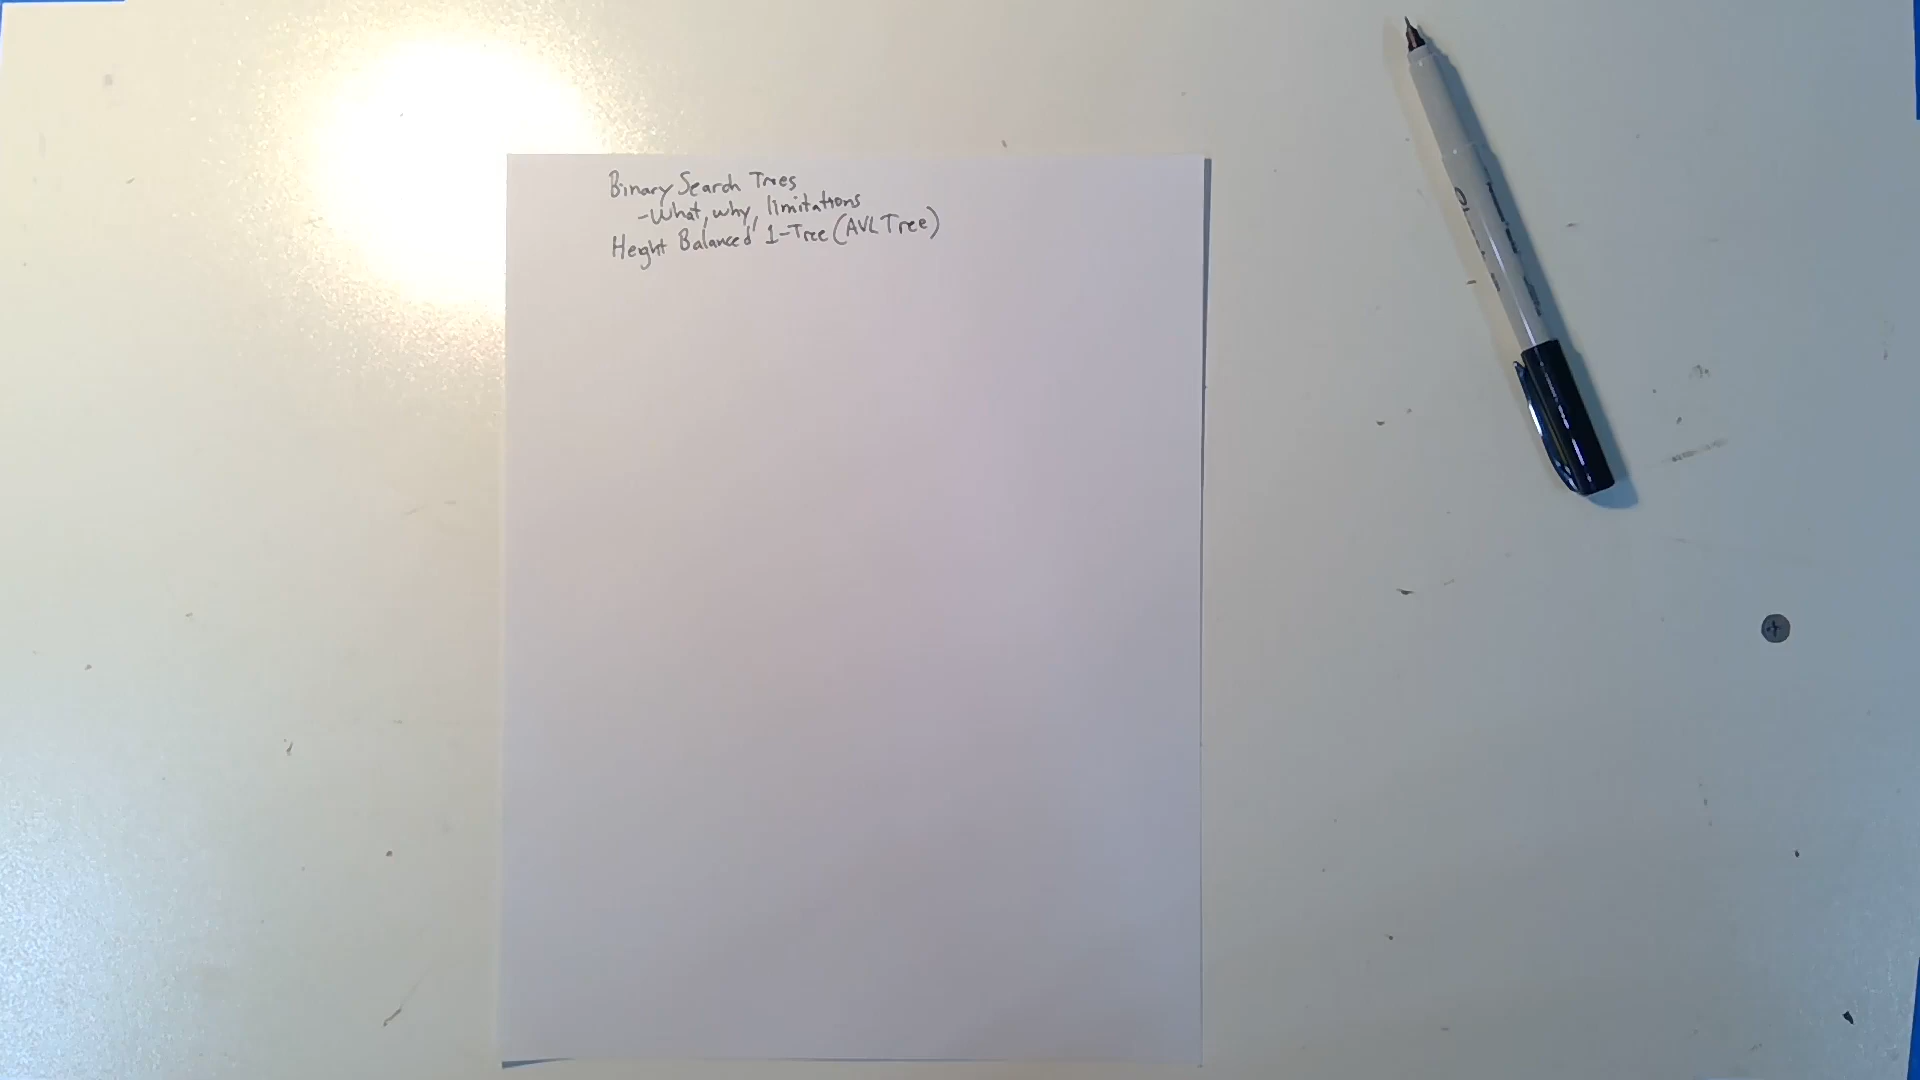 Binary Search Trees
-What, why, limitations
Height Balanced 1-Tree (AVL Tree)